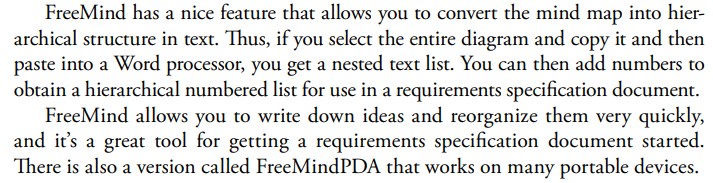 FreeMind has a nice feature that allows you to convert the mind map into hier-
archical structure in text. Thus, if you select the entire diagram and copy it and then
paste into a Word processor, you get a nested text list. You can then add numbers to
obtain a hierarchical numbered list for use in a requirements specification document.
FreeMind allows you to write down ideas and reorganize them very quickly,
and it’s a great tool for getting a requirements specification document started.
There is also a version called FreeMindPDA that works on many portable devices.